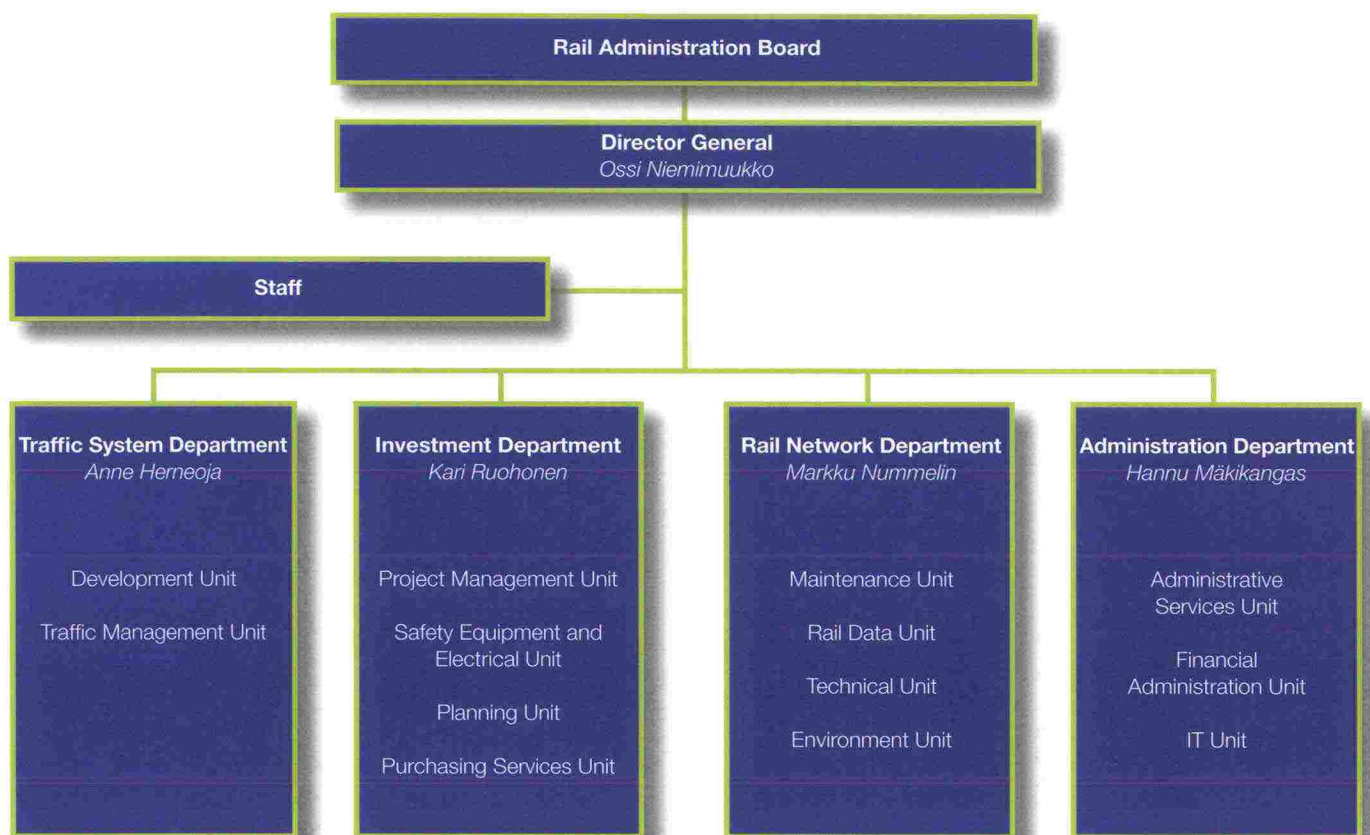 Rail Administration Board
Director General
Ossi Niemimuukko
Staff
Traffic System Department
Anne Herneoja
Development Unit
Traffic Management Unit
Investment Department
Kari Ruohonen
Project Management Unit
Safety Equipment and
Electrical Unit
Planning Unit
Purchasing Services Unit
Rail Network Department
Markku Nummelin
Maintenance Unit
Rail Data Unit
Technical Unit
Environment Unit
Administration Department
Hannu Mäkikangas
Administrative
Services Unit
Financial
Administration Unit
IT Unit